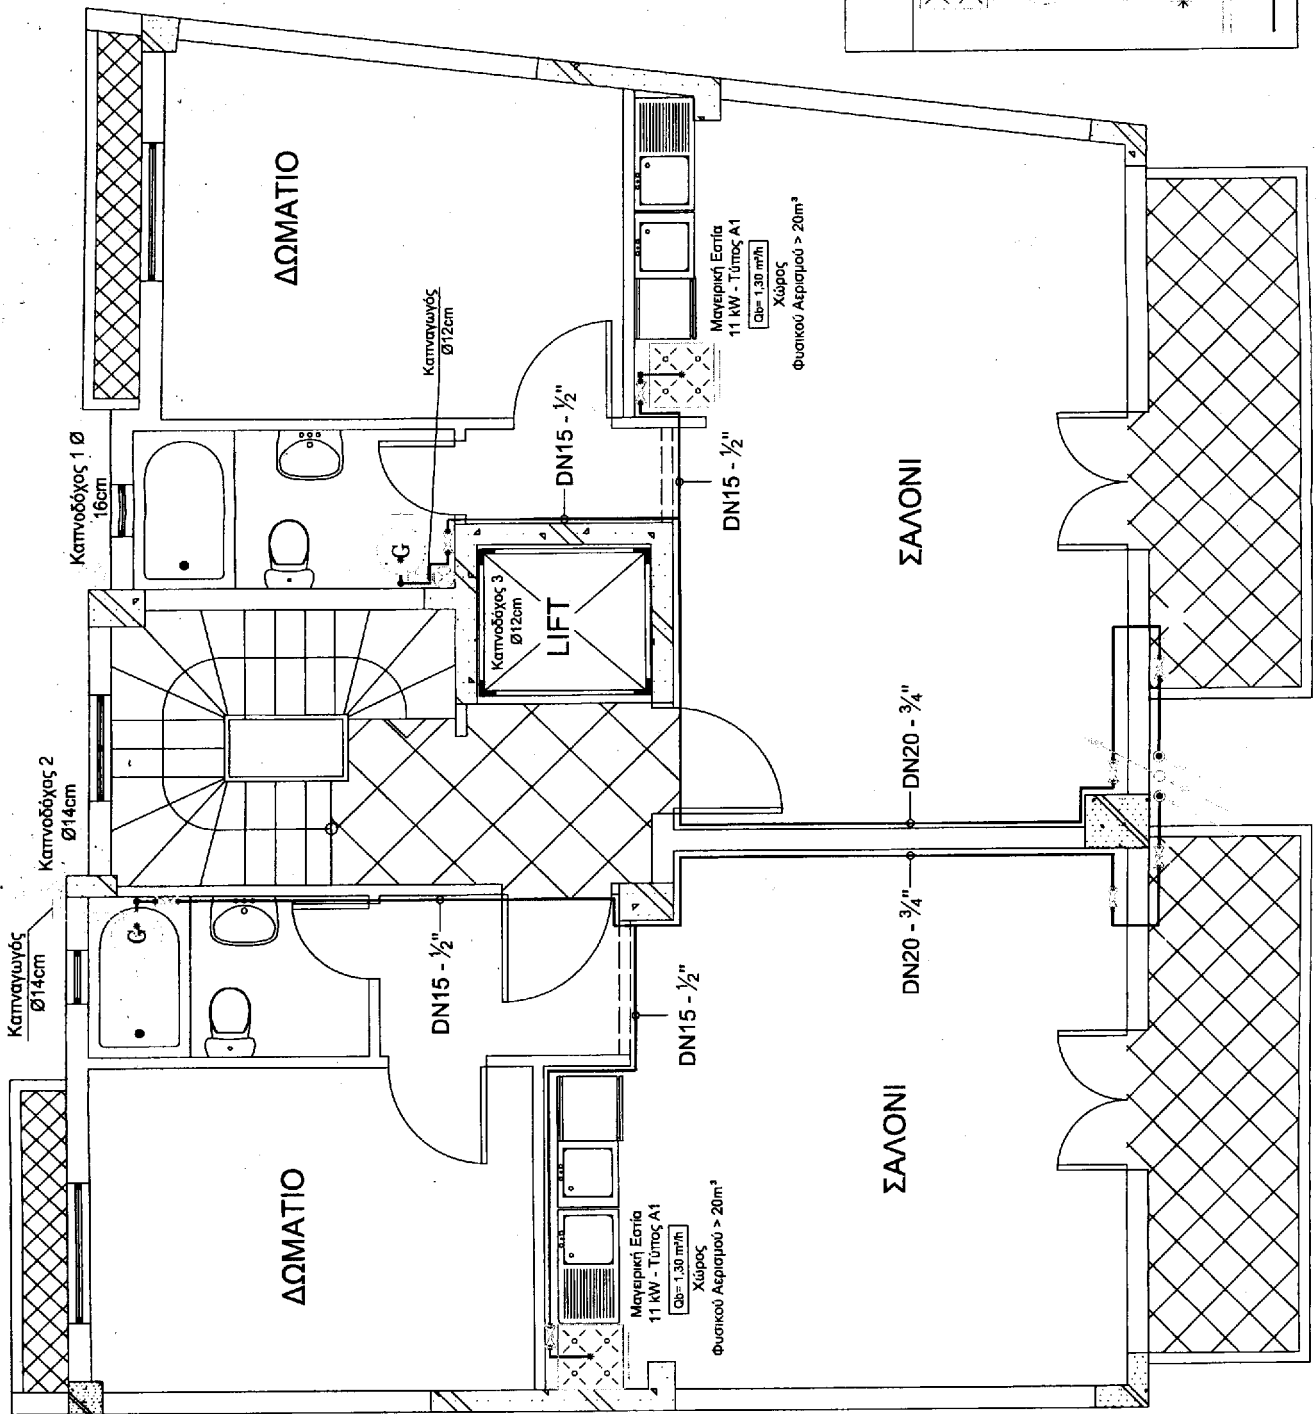 Καπναγωγός
Ø14cm
Καπνοδόχος 2
Ø14cm
Καπνοδόχος 1 Ø
16cm
ΔΩΜΑΤΙΟ
Καπναγωγός
Ø12cm
G
G
Καπνοδόχος 3
Ø12cm
LIFT
DN15 - ½"
DN15 - ½"
DN15 - ½"
DN15 - ½"
Μαγειρική Εστία
11 kW - Τύπος Α1
Qb= 1,30 m³/h
Χώρος
Φυσικού Αερισμού > 20m³
ΔΩΜΑΤΙΟ
Μαγειρική Εστία
11 kW - Τύπος Α1
Qb= 1,30 m³/h
Χώρος
Φυσικού Αερισμού > 20m³
ΣΑΛΟΝΙ
DN20 - ¾"
DN20 - ¾"
ΣΑΛΟΝΙ